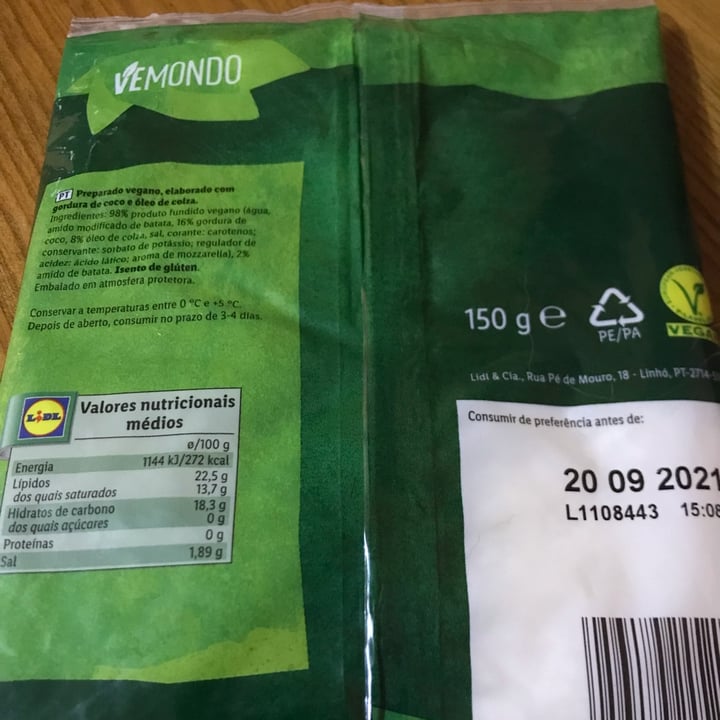 VEMONDO
PT Preparado vegano, elaborado com
gordura de coco e óleo de colza.
Ingredientes: 98% produto fundido vegano (água,
amido modificado de batata, 16% gordura de
coco, 8% óleo de colza, sal, corante: carotenos;
conservante: sorbato de potássio; regulador de
acidez: ácido lático; aroma de mozzarella), 2%
amido de batata. Isento de glúten.
Embalado em atmosfera protetora.
Conservar a temperaturas entre 0 °C e +5 °C.
Depois de aberto, consumir no prazo de 3-4 dias.
LIDL
Valores nutricionais
médios
ø/100 g
Energia 1144 kJ/272 kcal
Lípidos 22,5 g
dos quais saturados 13,7 g
Hidratos de carbono 18,3 g
dos quais açúcares 0 g
Proteínas 0 g
Sal 1,89 g
150 g e
PE/PA
VEGA
Lidl & Cia., Rua Pé de Mouro, 18 - Linhó, PT-2714-
Consumir de preferência antes de:
20 09 2021
L1108443 15:08